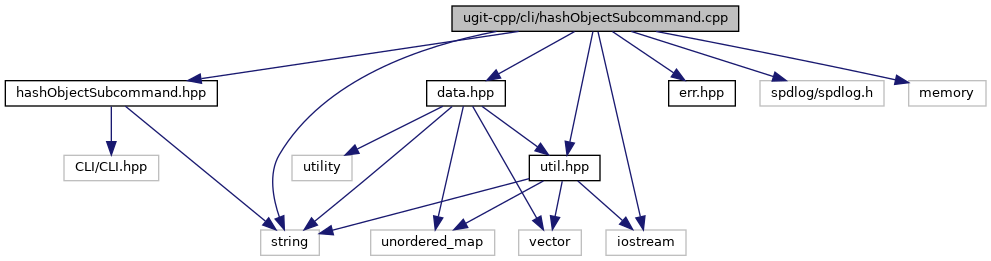 ugit-cpp/cli/hashObjectSubcommand.cpp
hashObjectSubcommand.hpp
data.hpp
err.hpp
spdlog/spdlog.h
memory
CLI/CLI.hpp
utility
util.hpp
string
unordered_map
vector
iostream